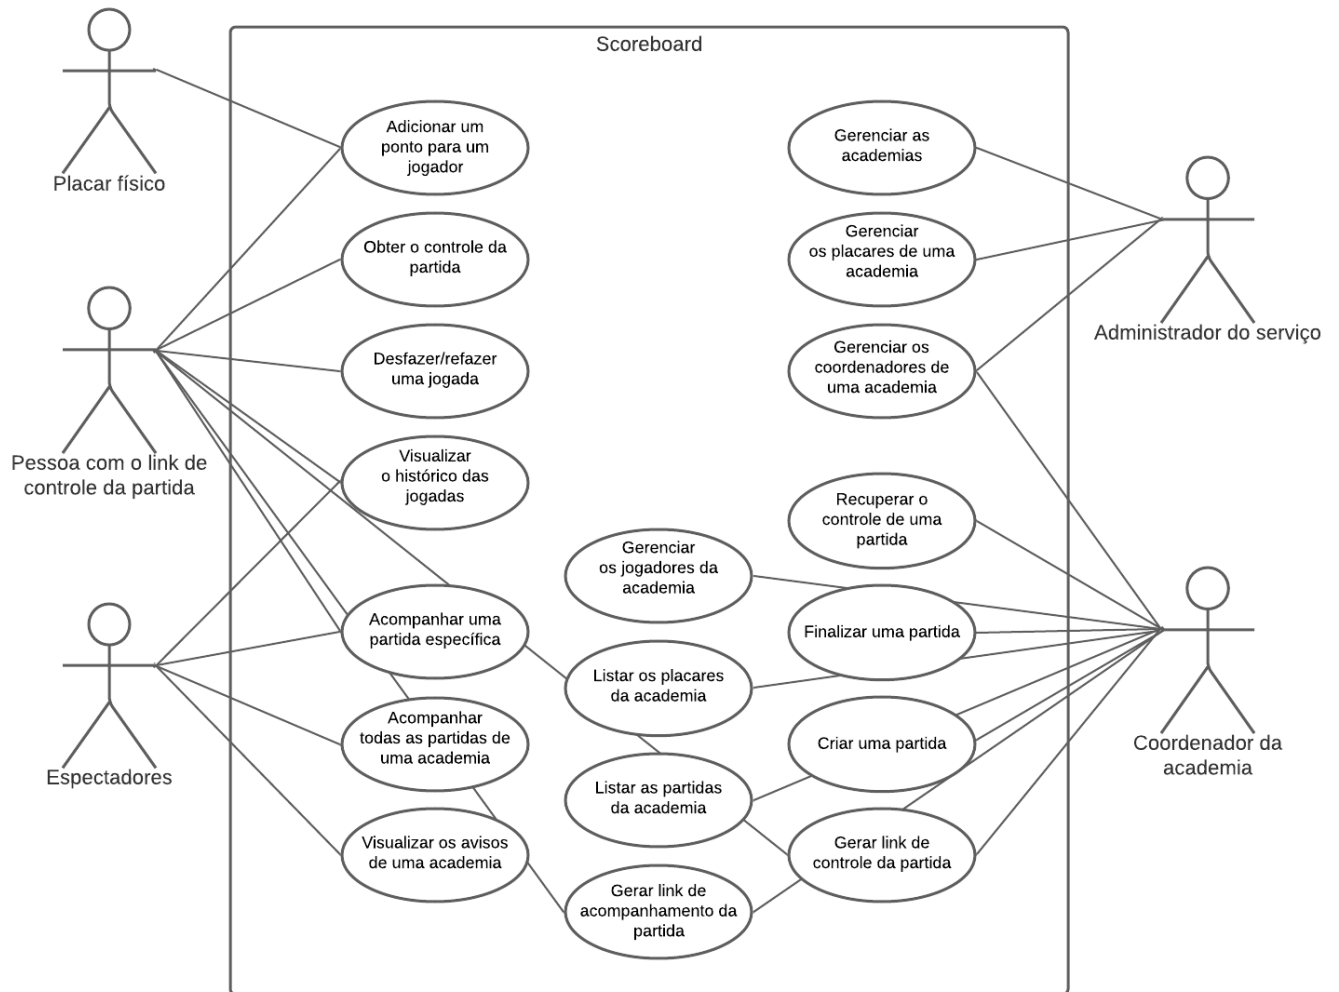 Scoreboard
Placar físico
Adicionar um
ponto para um
jogador
Gerenciar as
academias
Obter o controle da
partida
Gerenciar
os placares de uma
academia
Administrador do serviço
Desfazer/refazer
uma jogada
Gerenciar os
coordenadores de
uma academia
Pessoa com o link de
controle da partida
Visualizar
o histórico das
jogadas
Recuperar o
controle de uma
partida
Gerenciar
os jogadores da
academia
Acompanhar uma
partida específica
Finalizar uma partida
Listar os placares
da academia
Espectadores
Acompanhar
todas as partidas de
uma academia
Criar uma partida
Coordenador da
academia
Listar as partidas
da academia
Visualizar os avisos
de uma academia
Gerar link de
controle da partida
Gerar link de
acompanhamento da
partida